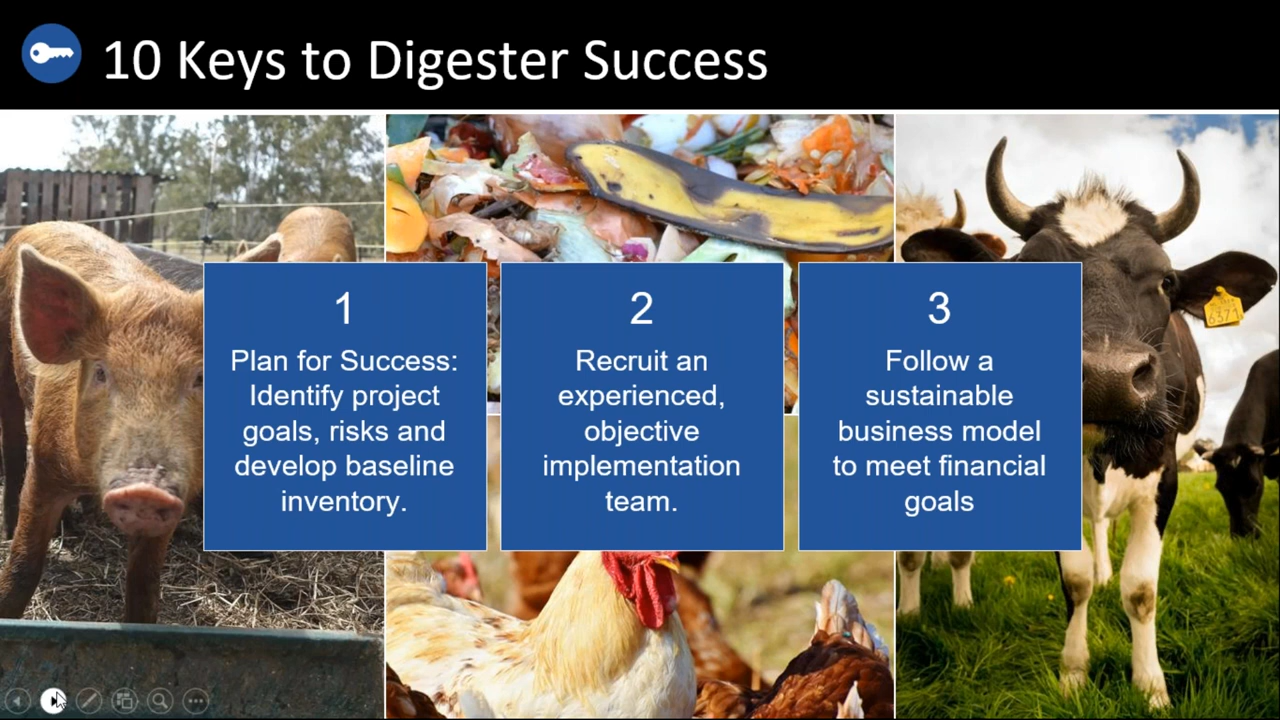 10 Keys to Digester Success
1
Plan for Success:
Identify project
goals, risks and
develop baseline
inventory.
2
Recruit an
experienced,
objective
implementation
team.
3
Follow a
sustainable
business model
to meet financial
goals
6371